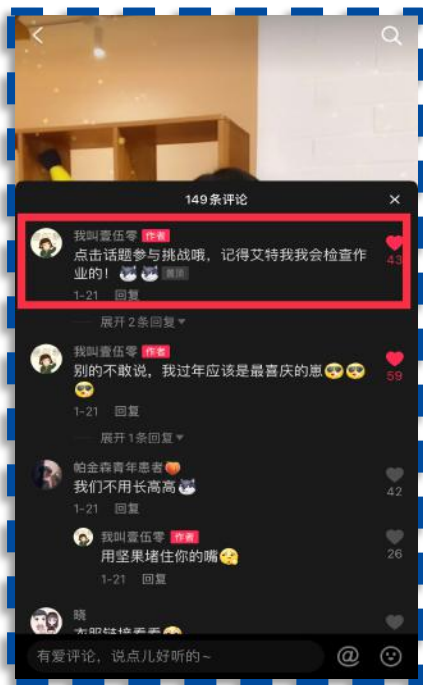 149条评论
我叫壹伍零 作者
点击话题参与挑战哦，记得艾特我我会检查作
业的！ 置顶
43
1-21 回复
展开2条回复
我叫壹伍零 作者
别的不敢说，我过年应该是最喜庆的崽
59
1-21 回复
展开1条回复
帕金森青年患者
我们不用长高高
42
1-21 回复
我叫壹伍零 作者
用坚果堵住你的嘴
26
1-21 回复
晓
衣服链接看看
有爱评论，说点儿好听的~
@